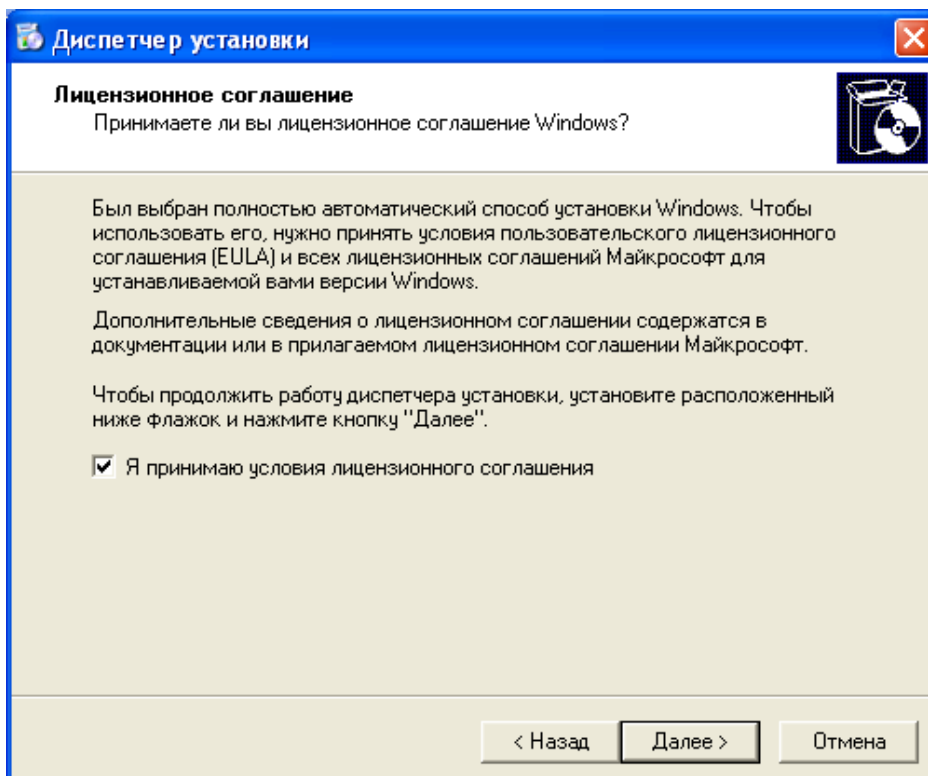 Диспетчер установки
Лицензионное соглашение
Принимаете ли вы лицензионное соглашение Windows?
Был выбран полностью автоматический способ установки Windows. Чтобы
использовать его, нужно принять условия пользовательского лицензионного
соглашения (EULA) и всех лицензионных соглашений Майкрософт для
устанавливаемой вами версии Windows.
Дополнительные сведения о лицензионном соглашении содержатся в
документации или в прилагаемом лицензионном соглашении Майкрософт.
Чтобы продолжить работу диспетчера установки, установите расположенный
ниже флажок и нажмите кнопку "Далее".
Я принимаю условия лицензионного соглашения
< Назад Далее > Отмена